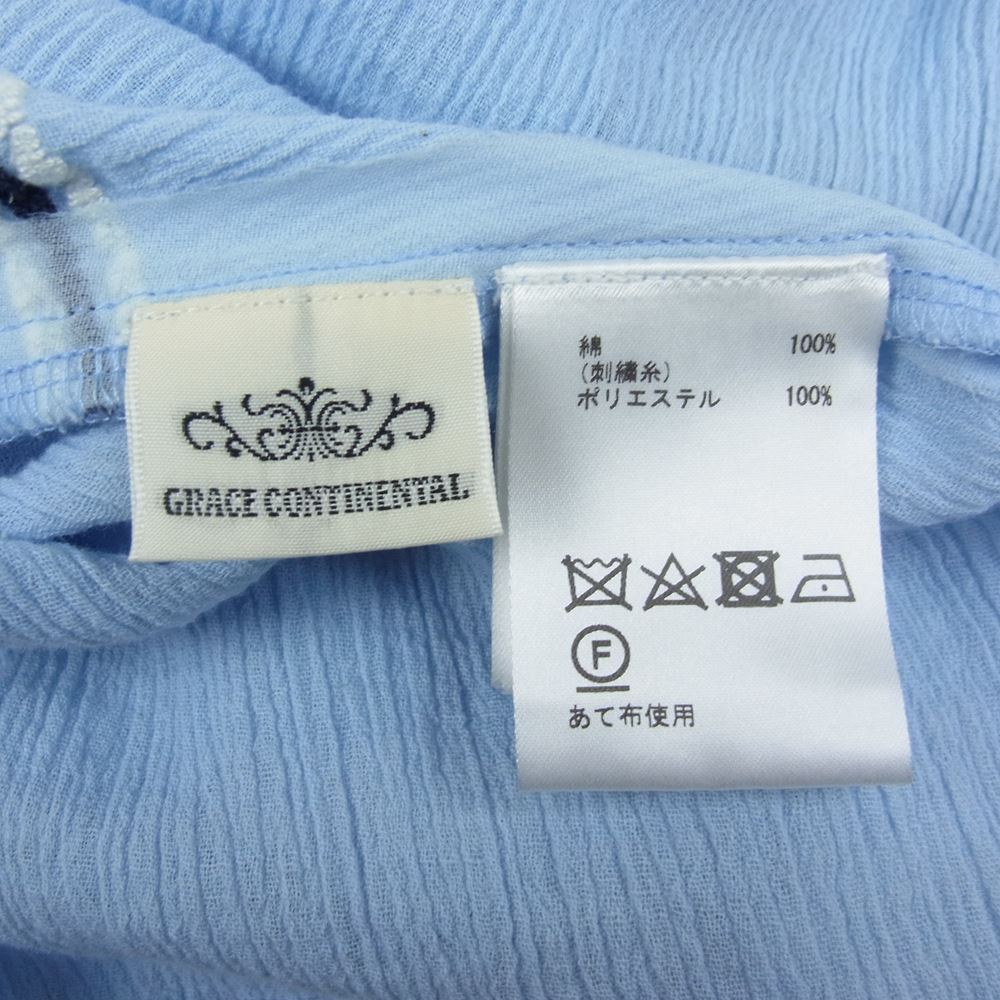 GRACE CONTINENTAL
綿 100%
(刺繍糸)
ポリエステル 100%
F
あて布使用